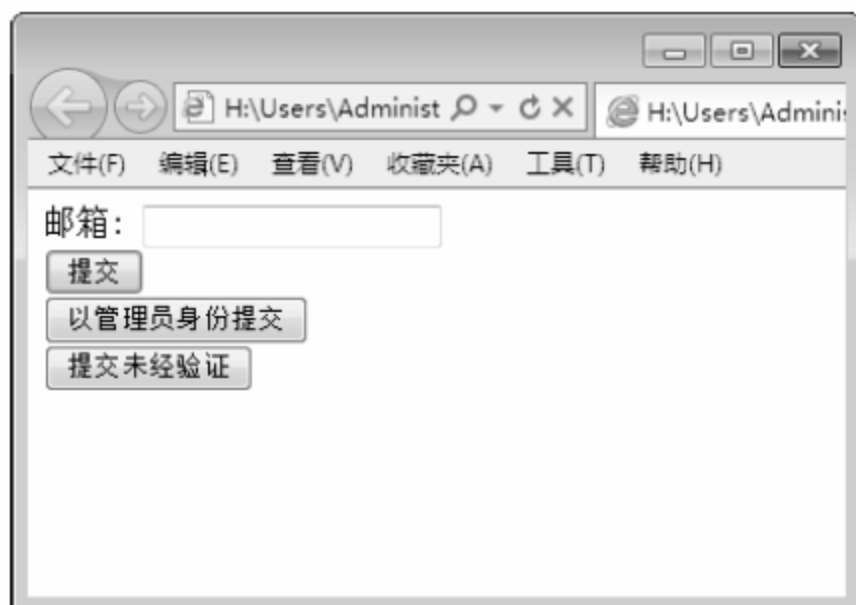 H:\Users\Administ
H:\Users\Adminis
文件(F) 编辑(E) 查看(V) 收藏夹(A) 工具(T) 帮助(H)
邮箱:
提交
以管理员身份提交
提交未经验证